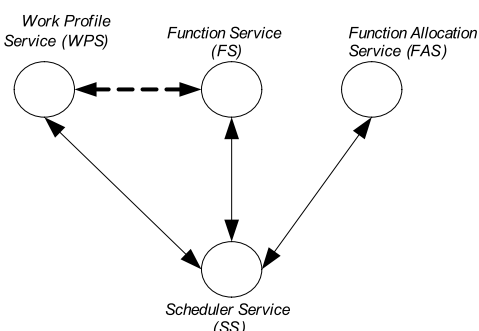 Work Profile
Service (WPS)
Function Service
(FS)
Function Allocation
Service (FAS)
Scheduler Service
(SS)